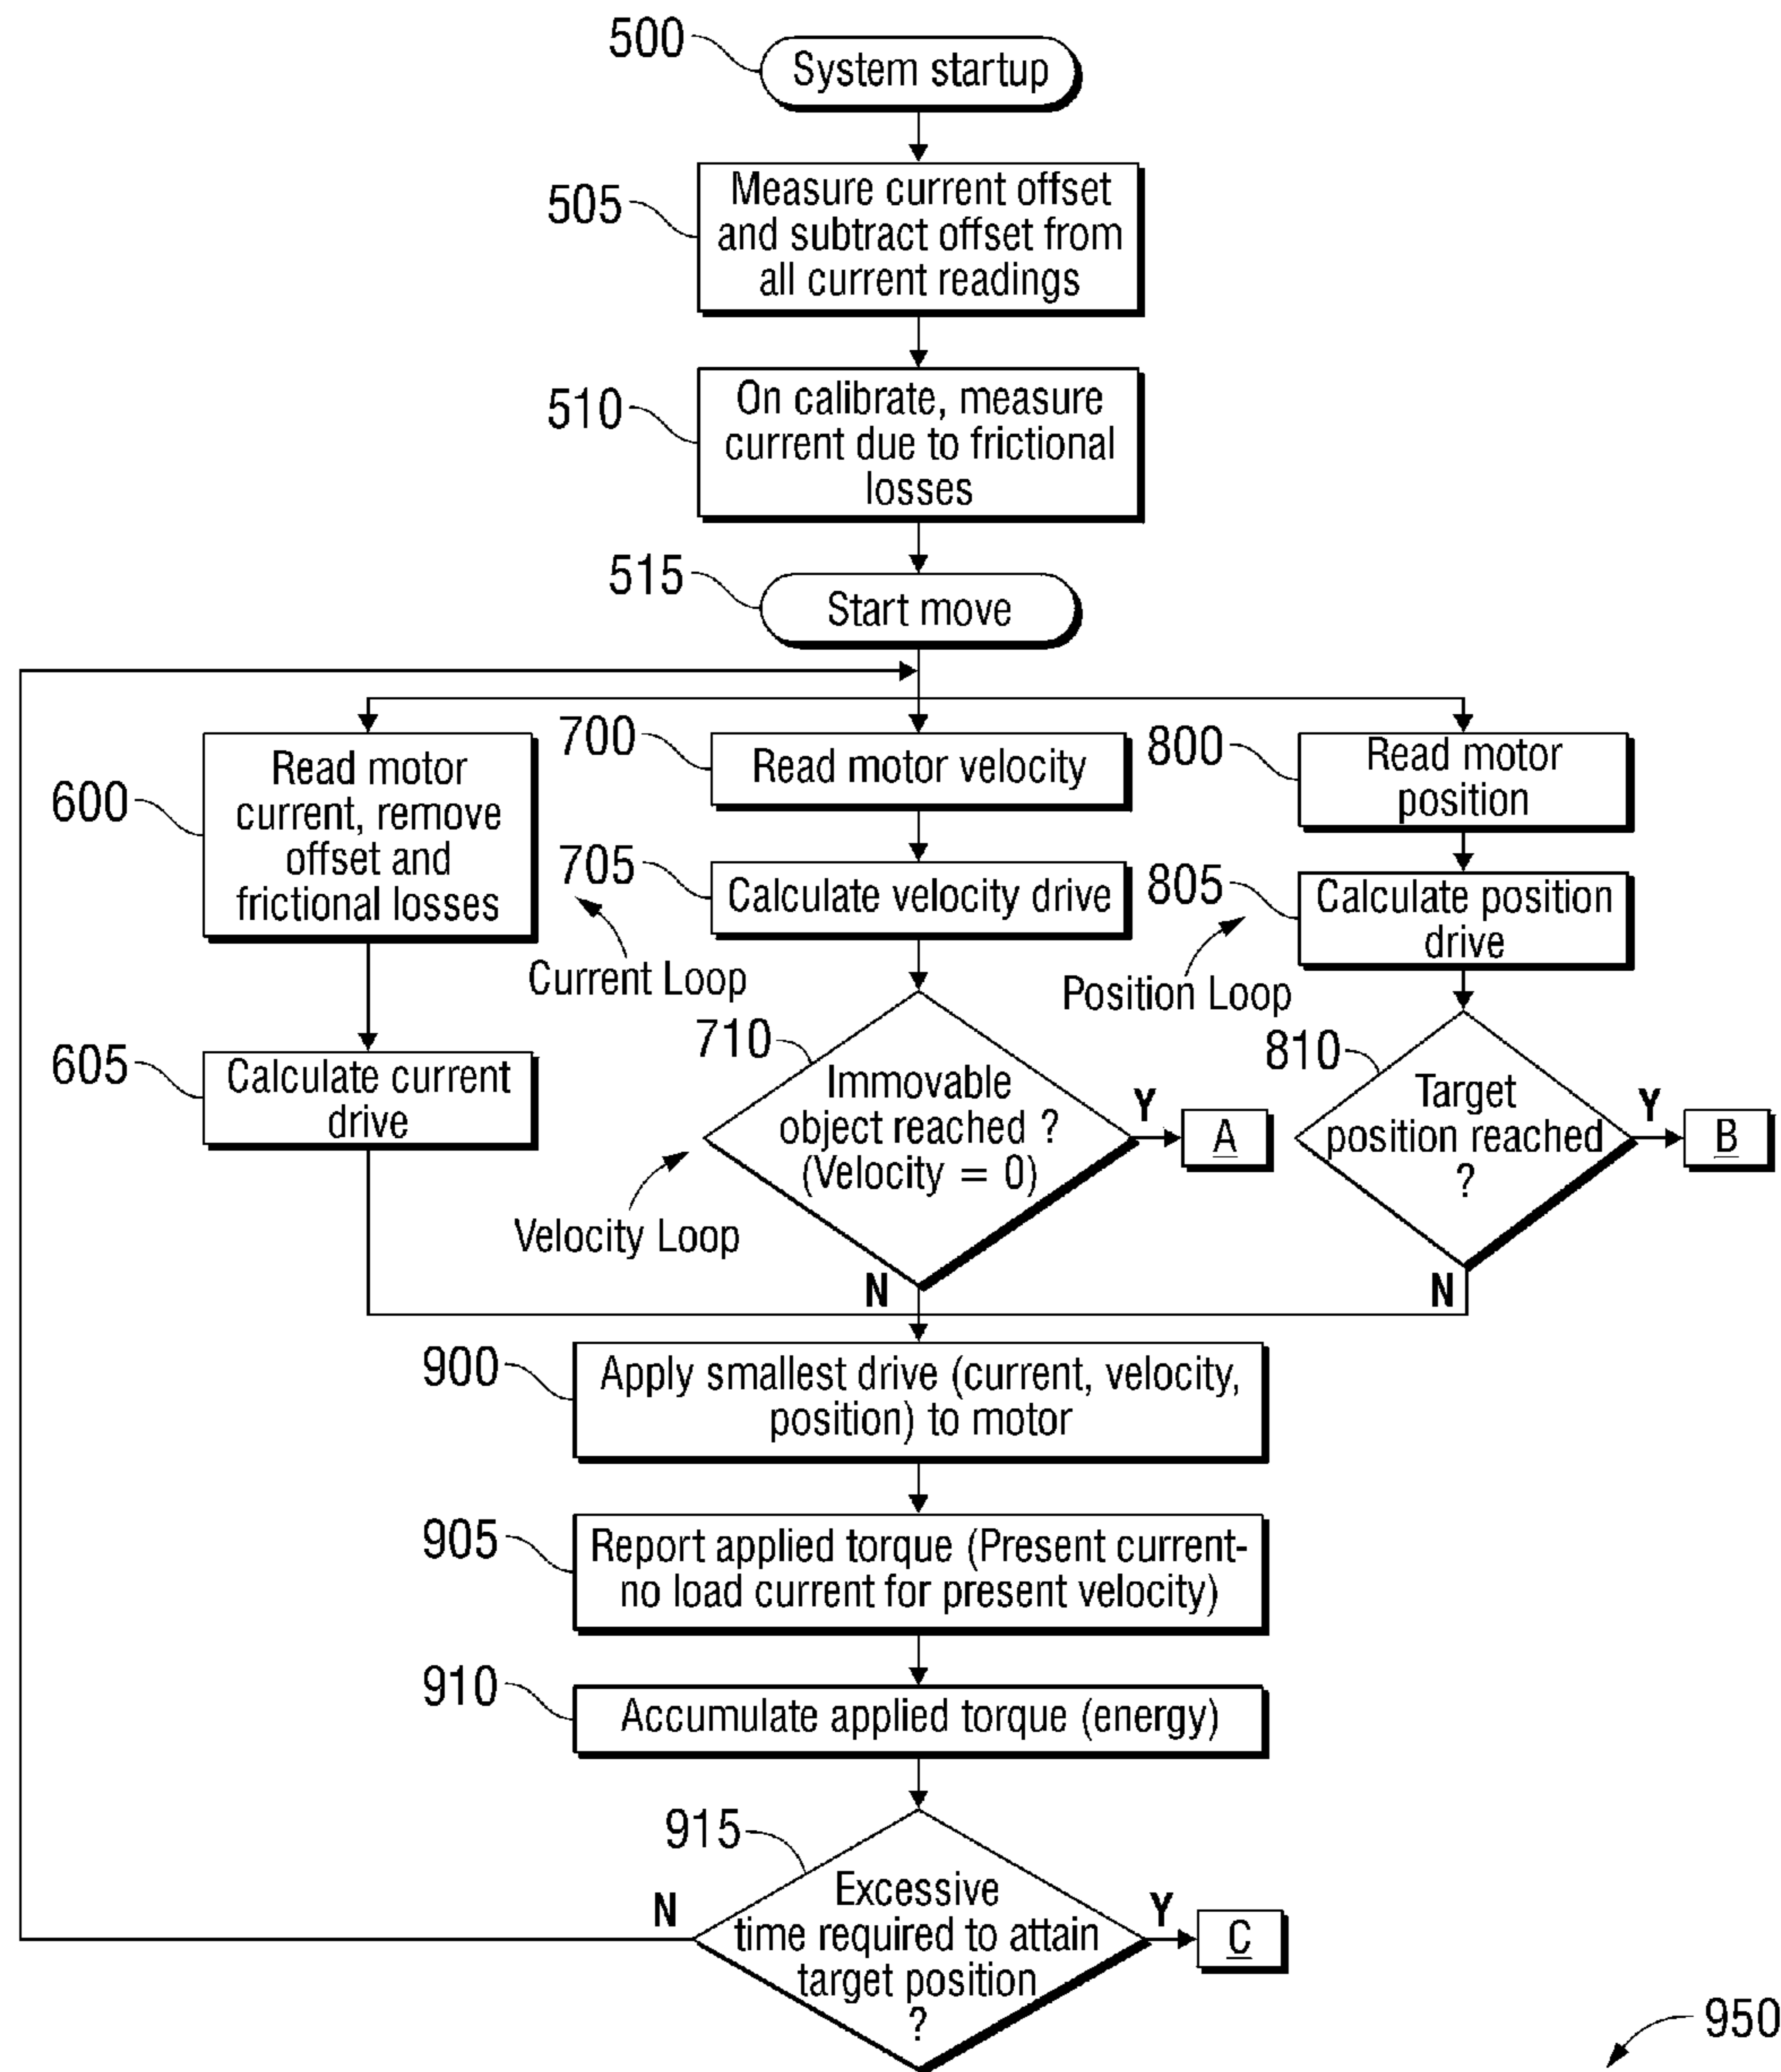 500
System startup
505
Measure current offset
and subtract offset from
all current readings
510
On calibrate, measure
current due to frictional
losses
515
Start move
600
Read motor
current, remove
offset and
frictional losses
605
Calculate current
drive
Current Loop
700
Read motor velocity
705
Calculate velocity drive
710
Immovable
object reached ?
(Velocity = 0)
Y
A
N
Velocity Loop
800
Read motor
position
805
Calculate position
drive
Position Loop
810
Target
position reached
?
Y
B
N
900
Apply smallest drive (current, velocity,
position) to motor
905
Report applied torque (Present current-
no load current for present velocity)
910
Accumulate applied torque (energy)
915
Excessive
time required to attain
target position
?
N
Y
C
950